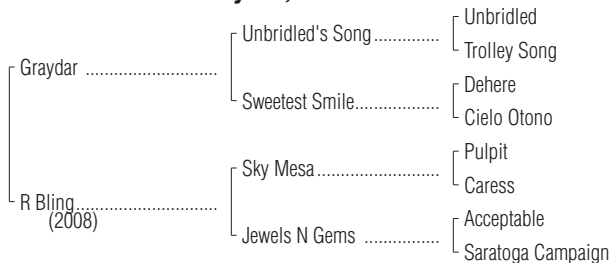 Unbridled
Unbridled's Song ..............
Trolley Song
Graydar ............................
Dehere
Sweetest Smile..................
Cielo Otono
Pulpit
Sky Mesa..........................
Caress
R Bling..............................
(2008)
Acceptable
Jewels N Gems ................
Saratoga Campaign